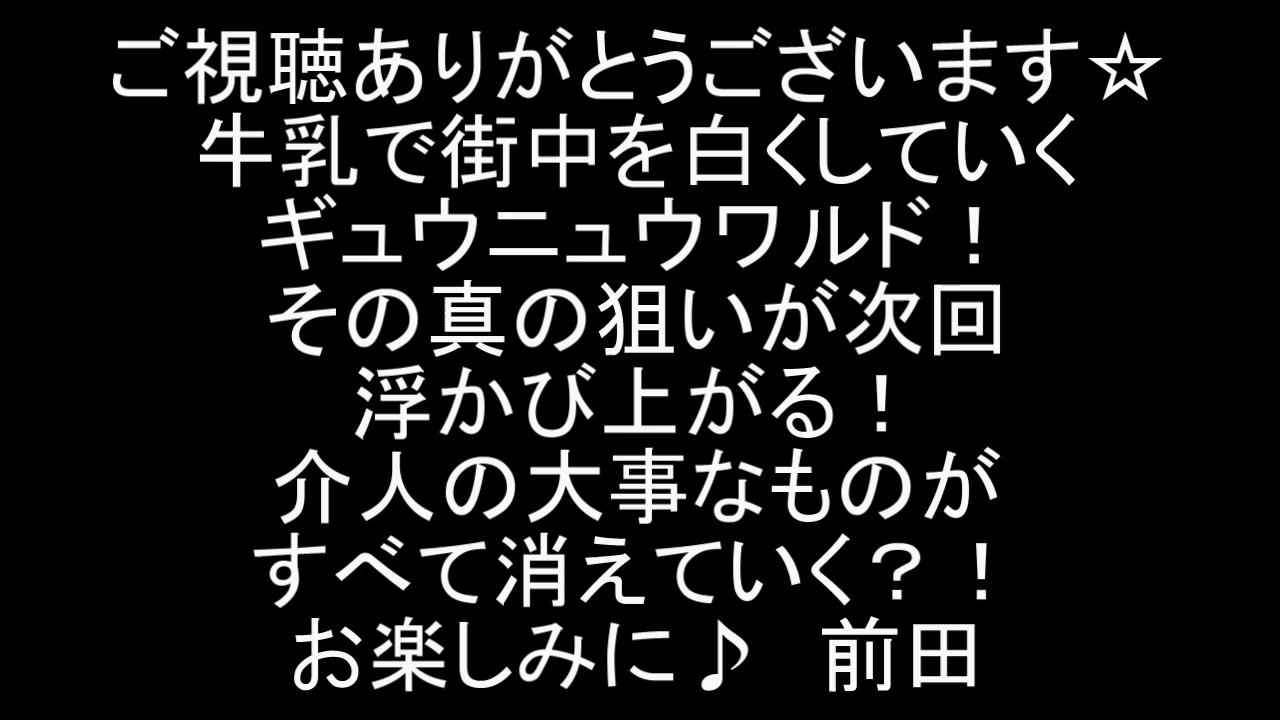 ご視聴ありがとうございます☆
牛乳で街中を白くしていく
ギュウニュウワルド！
その真の狙いが次回
浮かび上がる！
介人の大事なものが
すべて消えていく？！
お楽しみに♪　前田